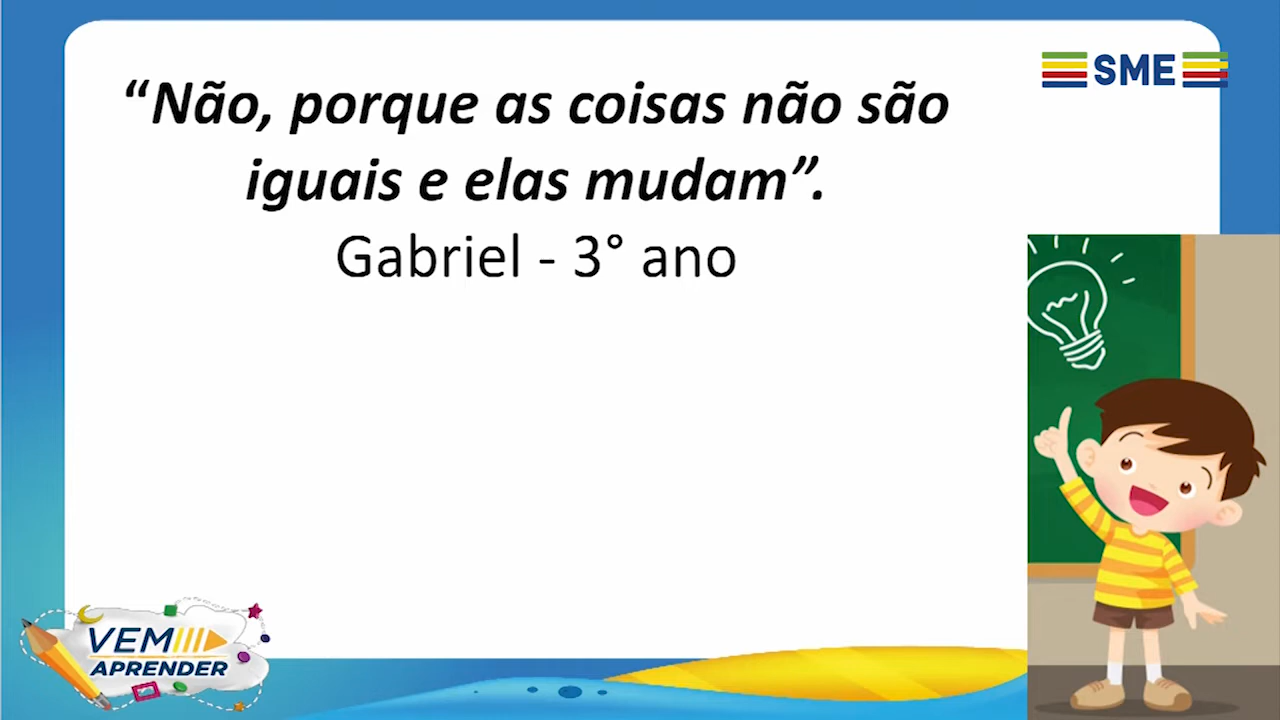 SME
“Não, porque as coisas não são
iguais e elas mudam”.
Gabriel - 3° ano
VEM
APRENDER